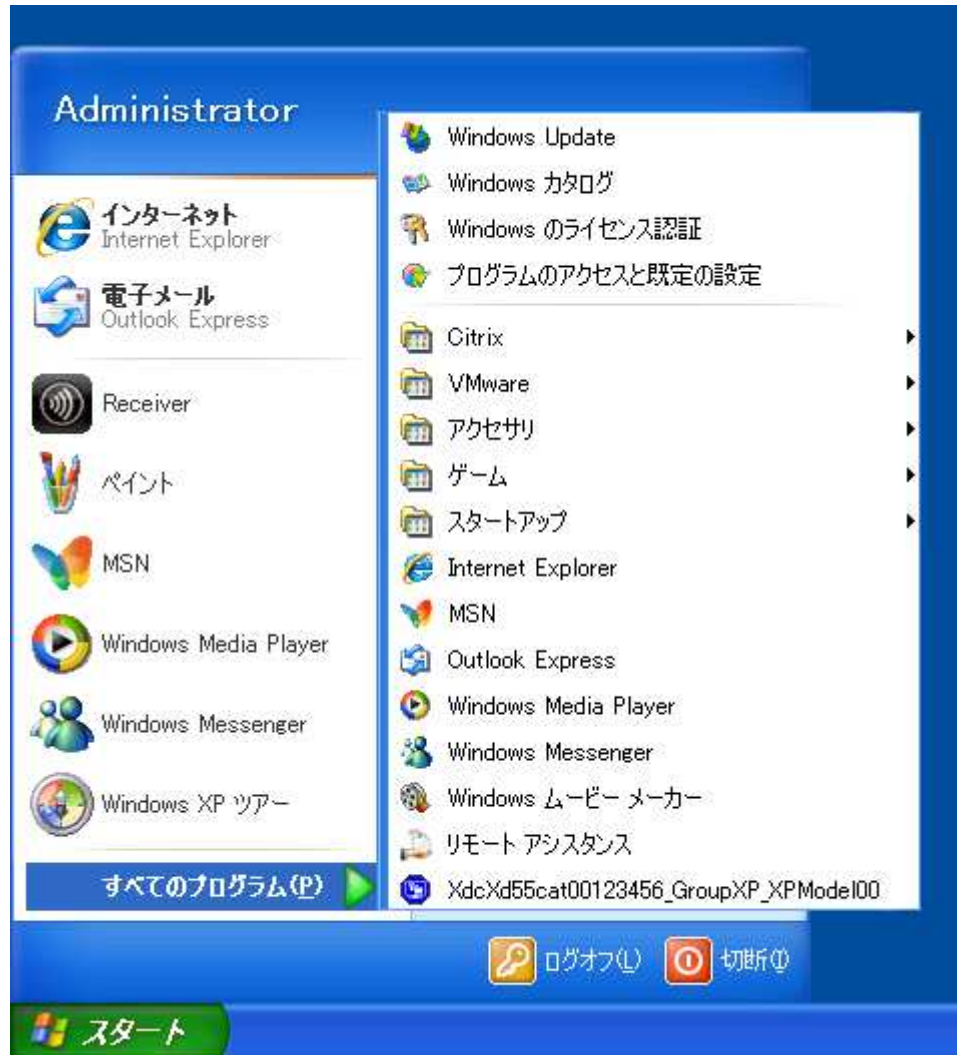 Administrator
インターネット
Internet Explorer
電子メール
Outlook Express
Receiver
ペイント
MSN
Windows Media Player
Windows Messenger
Windows XP ツアー
すべてのプログラム(P)
Windows Update
Windows カタログ
Windows のライセンス認証
プログラムのアクセスと既定の設定
Citrix
VMware
アクセサリ
ゲーム
スタートアップ
Internet Explorer
MSN
Outlook Express
Windows Media Player
Windows Messenger
Windows ムービー メーカー
リモート アシスタンス
XdcXd55cat00123456_GroupXP_XPModel00
ログオフ(L)
切断(I)
スタート